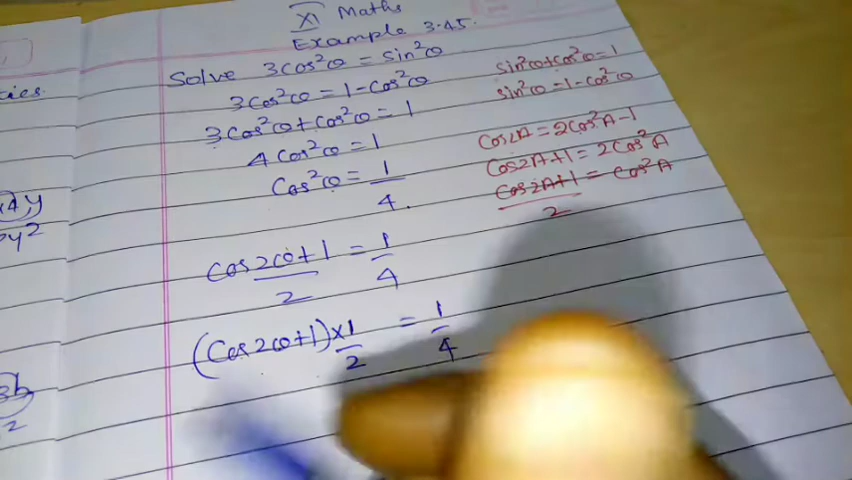 XI Maths
Example 3.45.
Solve 3cos²θ = sin²θ
3cos²θ = 1-cos²θ
3cos²θ + cos²θ = 1
4cos²θ = 1
cos²θ = 1/4.
cos2θ+1/2 = 1/4
(cos2θ+1)×1/2 = 1/4
sin²θ+cos²θ=1
sin²θ=1-cos²θ
cos2A = 2cos²A-1
cos2A+1 = 2cos²A
cos2A+1/2 = cos²A